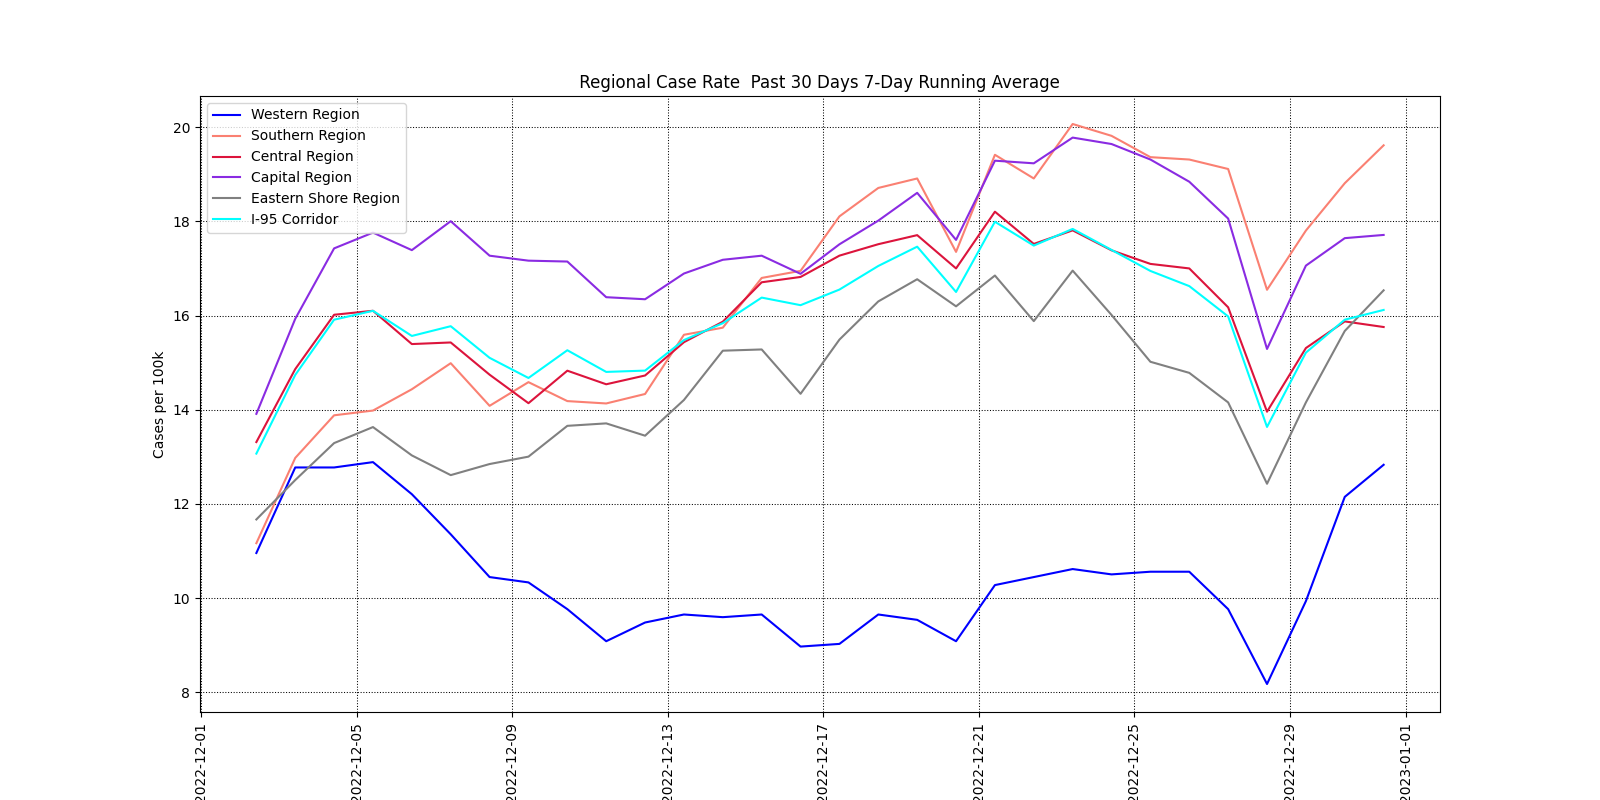 Regional Case Rate  Past 30 Days 7-Day Running Average
Western Region
Southern Region
Central Region
Capital Region
Eastern Shore Region
I-95 Corridor
Cases per 100k
20
18
16
14
12
10
8
2022-12-01
2022-12-05
2022-12-09
2022-12-13
2022-12-17
2022-12-21
2022-12-25
2022-12-29
2023-01-01